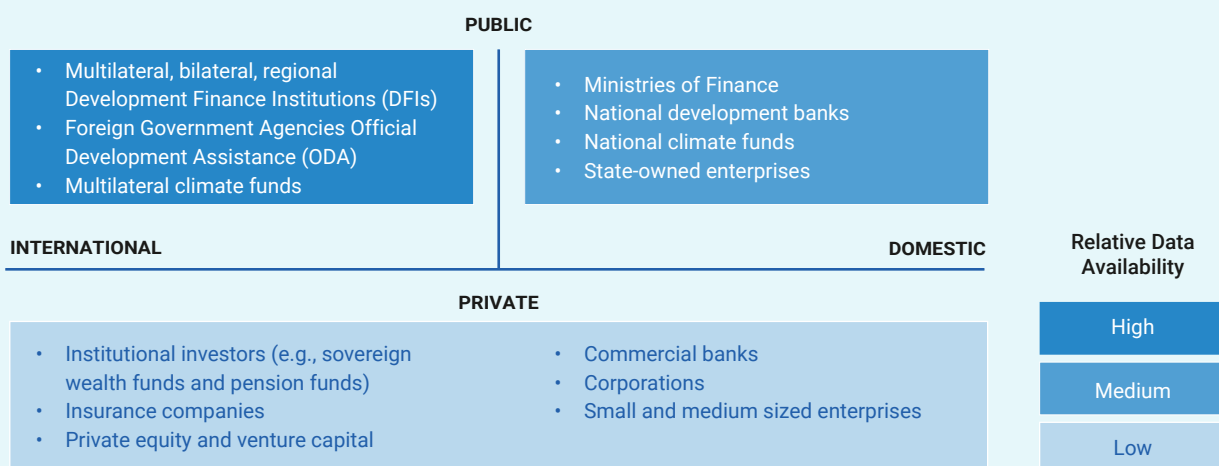 PUBLIC
• Multilateral, bilateral, regional
Development Finance Institutions (DFIs)
• Foreign Government Agencies Official
Development Assistance (ODA)
• Multilateral climate funds
• Ministries of Finance
• National development banks
• National climate funds
• State-owned enterprises
INTERNATIONAL
DOMESTIC
PRIVATE
• Institutional investors (e.g., sovereign
wealth funds and pension funds)
• Insurance companies
• Private equity and venture capital
• Commercial banks
• Corporations
• Small and medium sized enterprises
Relative Data
Availability
High
Medium
Low